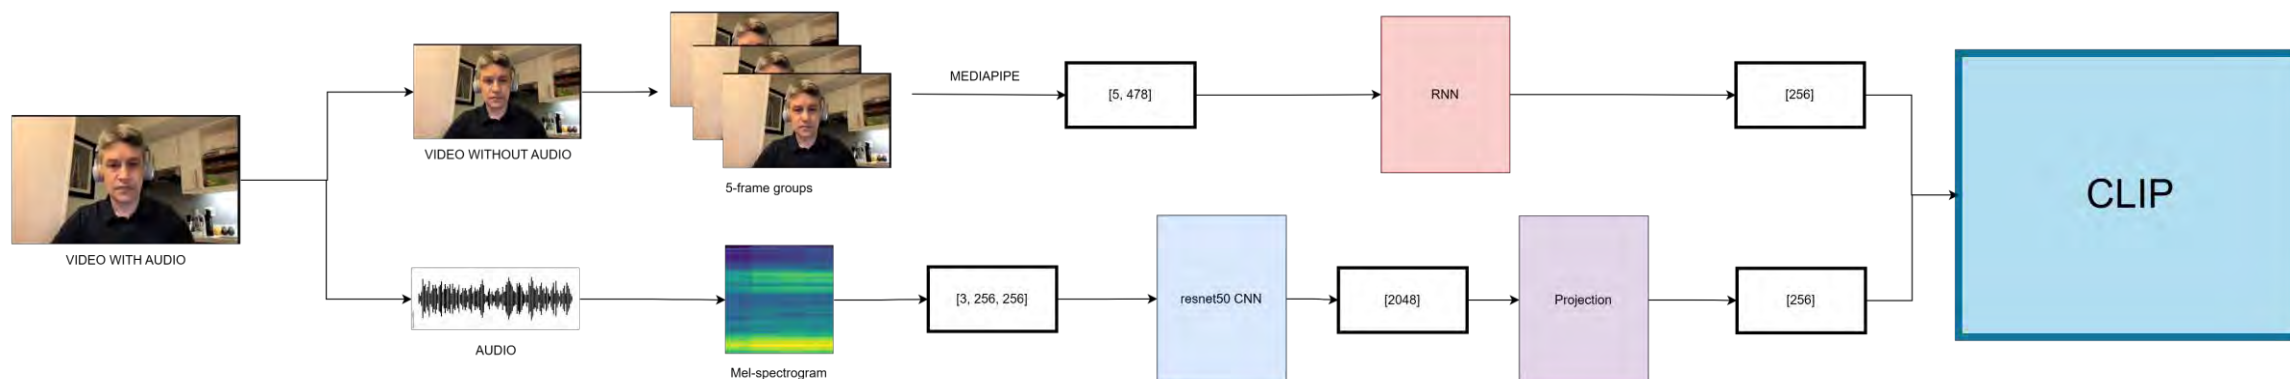 VIDEO WITH AUDIO
VIDEO WITHOUT AUDIO
5-frame groups
MEDIAPIPE
[5, 478]
RNN
[256]
AUDIO
Mel-spectrogram
[3, 256, 256]
resnet50 CNN
[2048]
Projection
[256]
CLIP